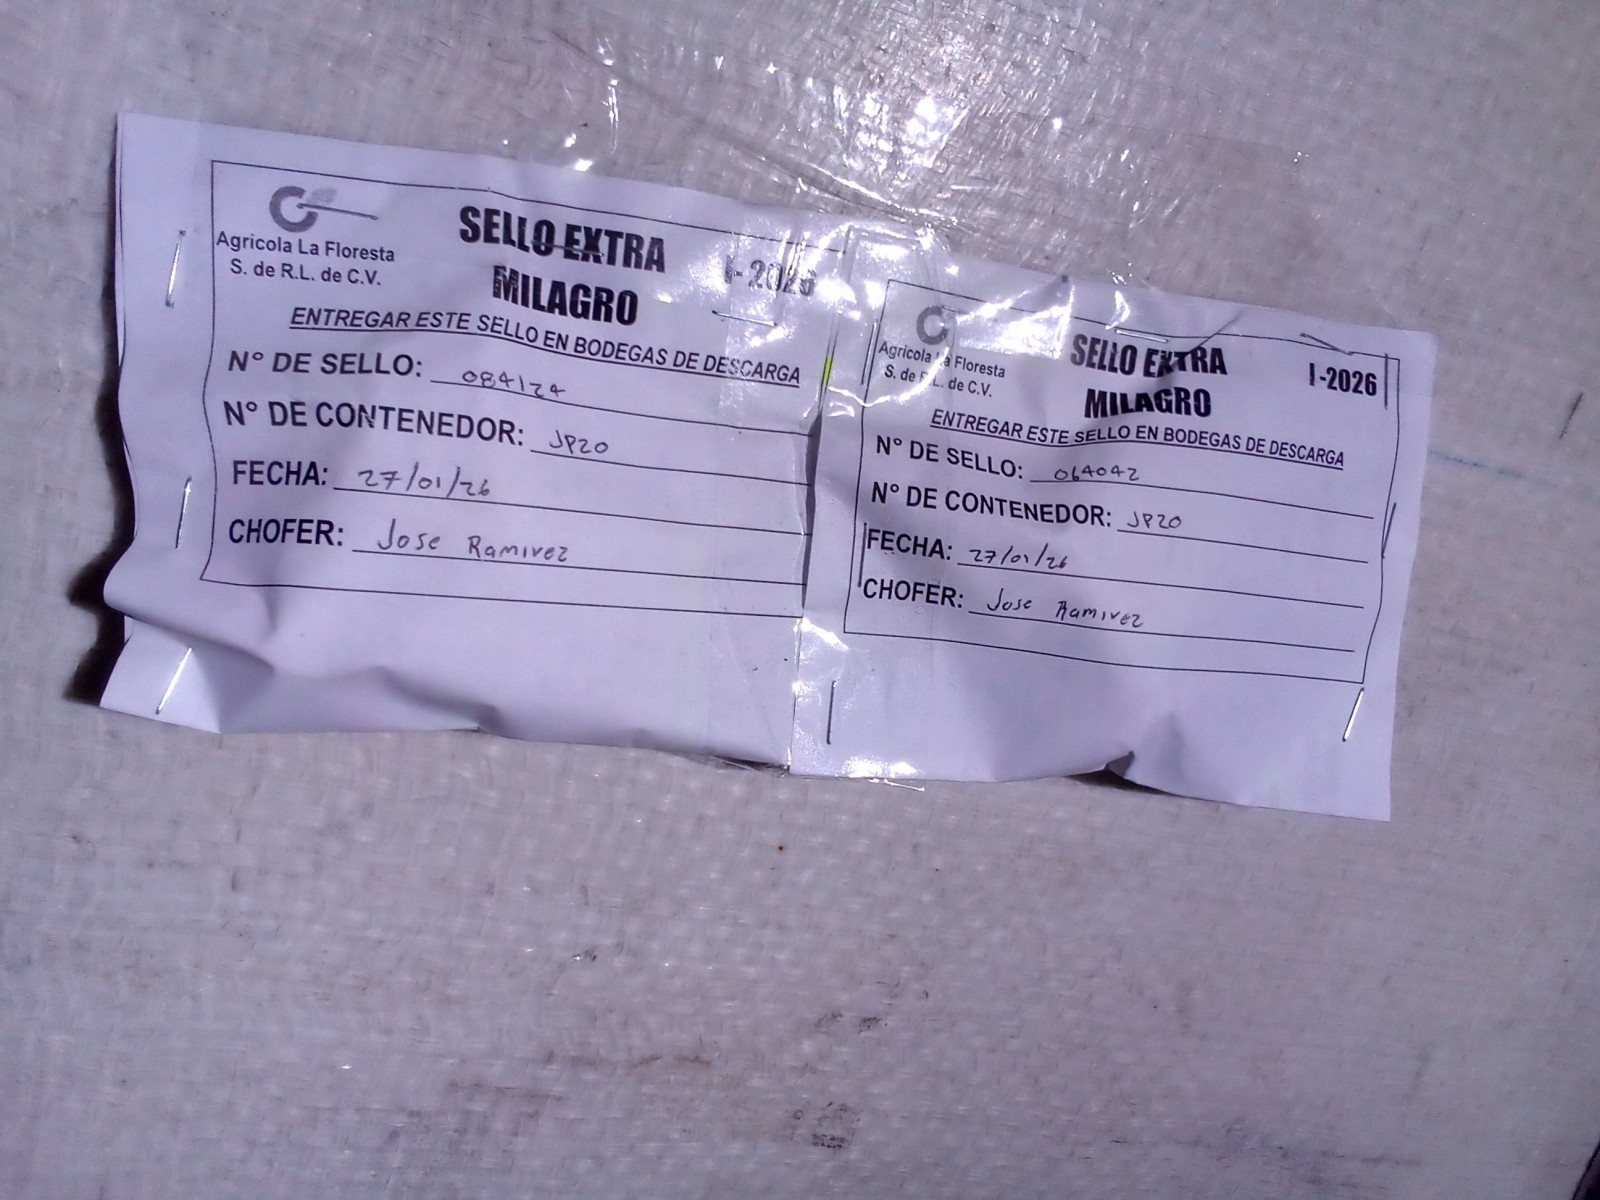 Agricola La Floresta
S. de R.L. de C.V.
SELLO EXTRA
MILAGRO
I-2026
ENTREGAR ESTE SELLO EN BODEGAS DE DESCARGA
N° DE SELLO: 084124
N° DE CONTENEDOR: JP20
FECHA: 27/01/26
CHOFER: Jose Ramirez
Agricola La Floresta
S. de R.L. de C.V.
SELLO EXTRA
MILAGRO
I-2026
ENTREGAR ESTE SELLO EN BODEGAS DE DESCARGA
N° DE SELLO: 064042
N° DE CONTENEDOR: JP20
FECHA: 27/01/26
CHOFER: Jose Ramirez